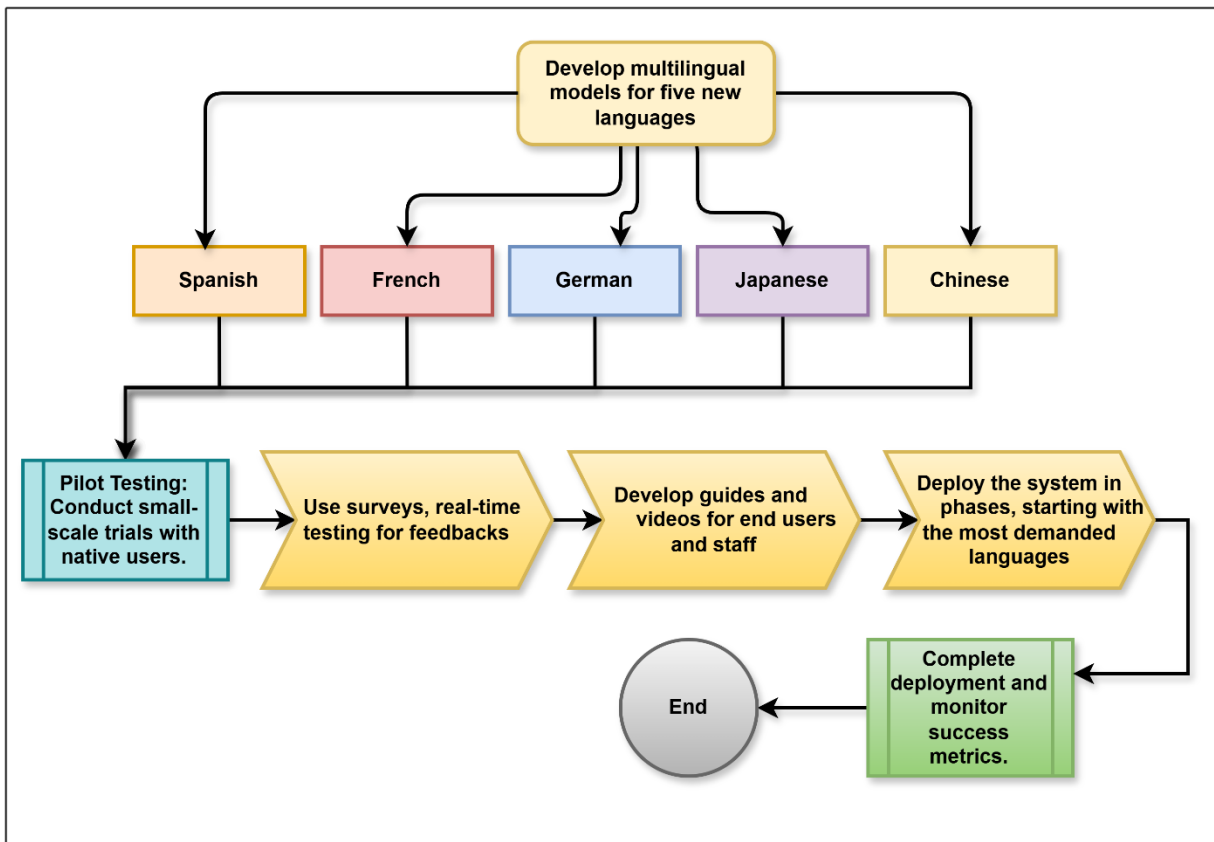 Develop multilingual
models for five new
languages
Spanish
French
German
Japanese
Chinese
Pilot Testing:
Conduct small-
scale trials with
native users.
Use surveys, real-time
testing for feedbacks
Develop guides and
videos for end users
and staff
Deploy the system in
phases, starting with
the most demanded
languages
Complete
deployment and
monitor
success
metrics.
End